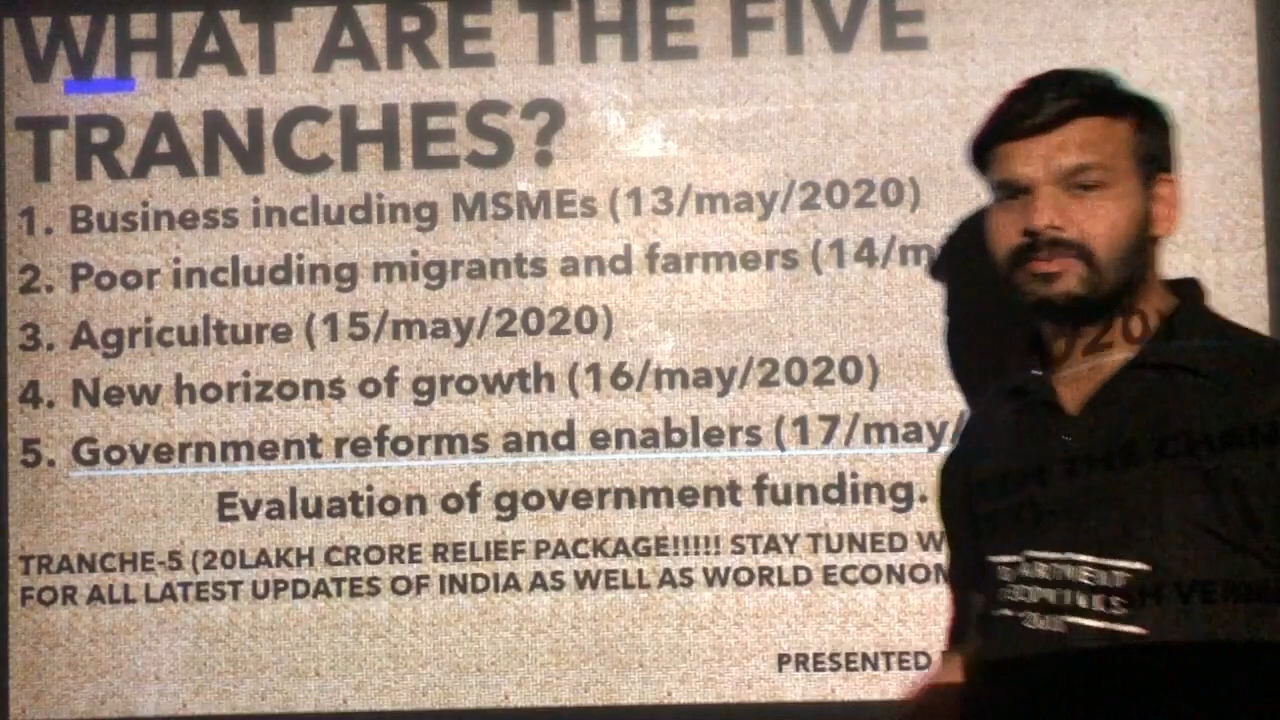 WHAT ARE THE FIVE
TRANCHES?
1. Business including MSMEs (13/may/2020)
2. Poor including migrants and farmers (14/m
3. Agriculture (15/may/2020)
4. New horizons of growth (16/may/2020)
5. Government reforms and enablers (17/may/
Evaluation of government funding.
TRANCHE-5 (20LAKH CRORE RELIEF PACKAGE!!!!! STAY TUNED W
FOR ALL LATEST UPDATES OF INDIA AS WELL AS WORLD ECONOM
PRESENTED